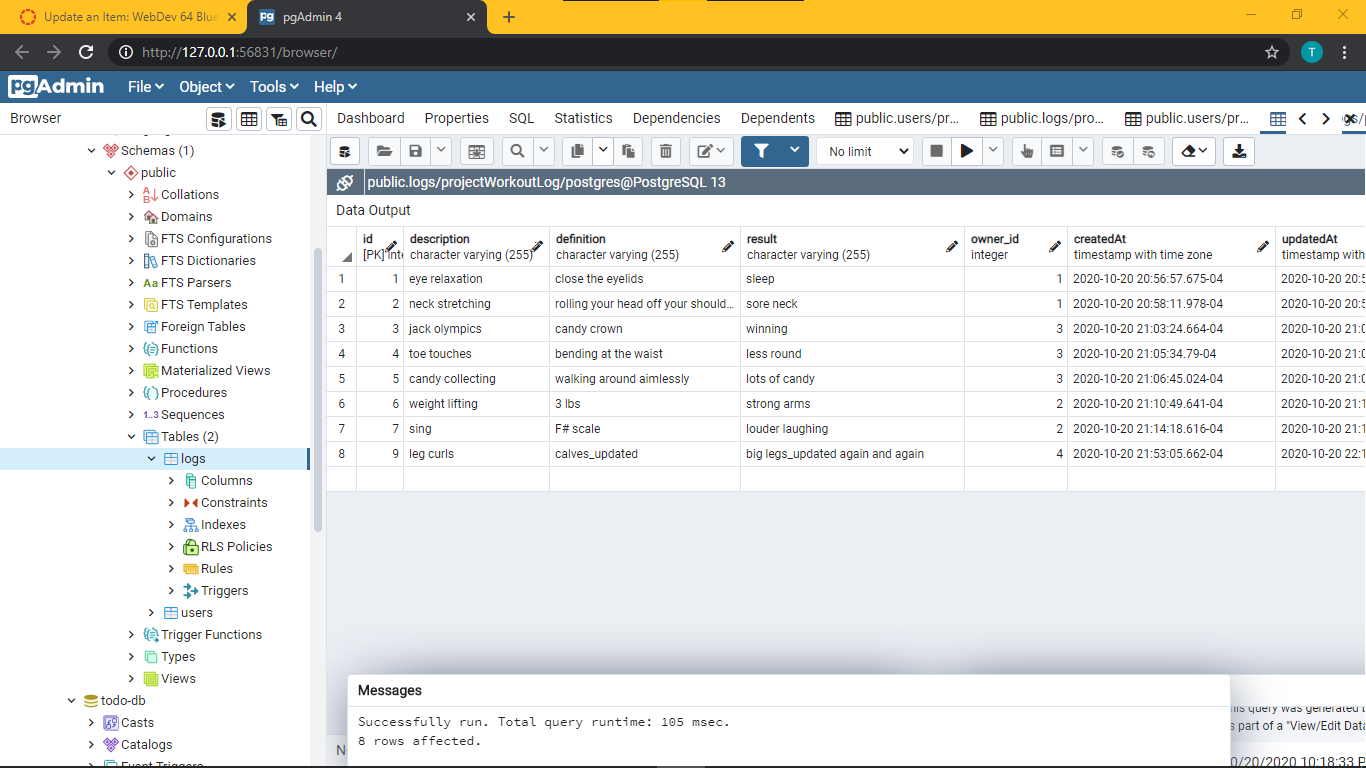 Update an Item: WebDev 64 Blue
pgAdmin 4
http://127.0.0.1:56831/browser/
T
pgAdmin
File Object Tools Help
Browser
Dashboard Properties SQL Statistics Dependencies Dependents public.users/pr... public.logs/pro... public.users/pr...
No limit
public.logs/projectWorkoutLog/postgres@PostgreSQL 13
Data Output
id description definition result owner_id createdAt updatedAt
[PK] inte character varying (255) character varying (255) character varying (255) integer timestamp with time zone timestamp with
1 1 eye relaxation close the eyelids sleep 1 2020-10-20 20:56:57.675-04 2020-10-20 20:5
2 2 neck stretching rolling your head off your should... sore neck 1 2020-10-20 20:58:11.978-04 2020-10-20 20:5
3 3 jack olympics candy crown winning 3 2020-10-20 21:03:24.664-04 2020-10-20 21:0
4 4 toe touches bending at the waist less round 3 2020-10-20 21:05:34.79-04 2020-10-20 21:0
5 5 candy collecting walking around aimlessly lots of candy 3 2020-10-20 21:06:45.024-04 2020-10-20 21:0
6 6 weight lifting 3 lbs strong arms 2 2020-10-20 21:10:49.641-04 2020-10-20 21:1
7 7 sing F# scale louder laughing 2 2020-10-20 21:14:18.616-04 2020-10-20 21:1
8 9 leg curls calves_updated big legs_updated again and again 4 2020-10-20 21:53:05.662-04 2020-10-20 22:1
Schemas (1)
public
Collations
Domains
FTS Configurations
FTS Dictionaries
Aa FTS Parsers
FTS Templates
Foreign Tables
Functions
Materialized Views
Procedures
1..3 Sequences
Tables (2)
logs
Columns
Constraints
Indexes
RLS Policies
Rules
Triggers
users
Trigger Functions
Types
Views
todo-db
Casts
Catalogs
Event Triggers
Messages
Successfully run. Total query runtime: 105 msec.
8 rows affected.
his query was generated
s part of a "View/Edit Data
0/20/2020 10:18:33 P